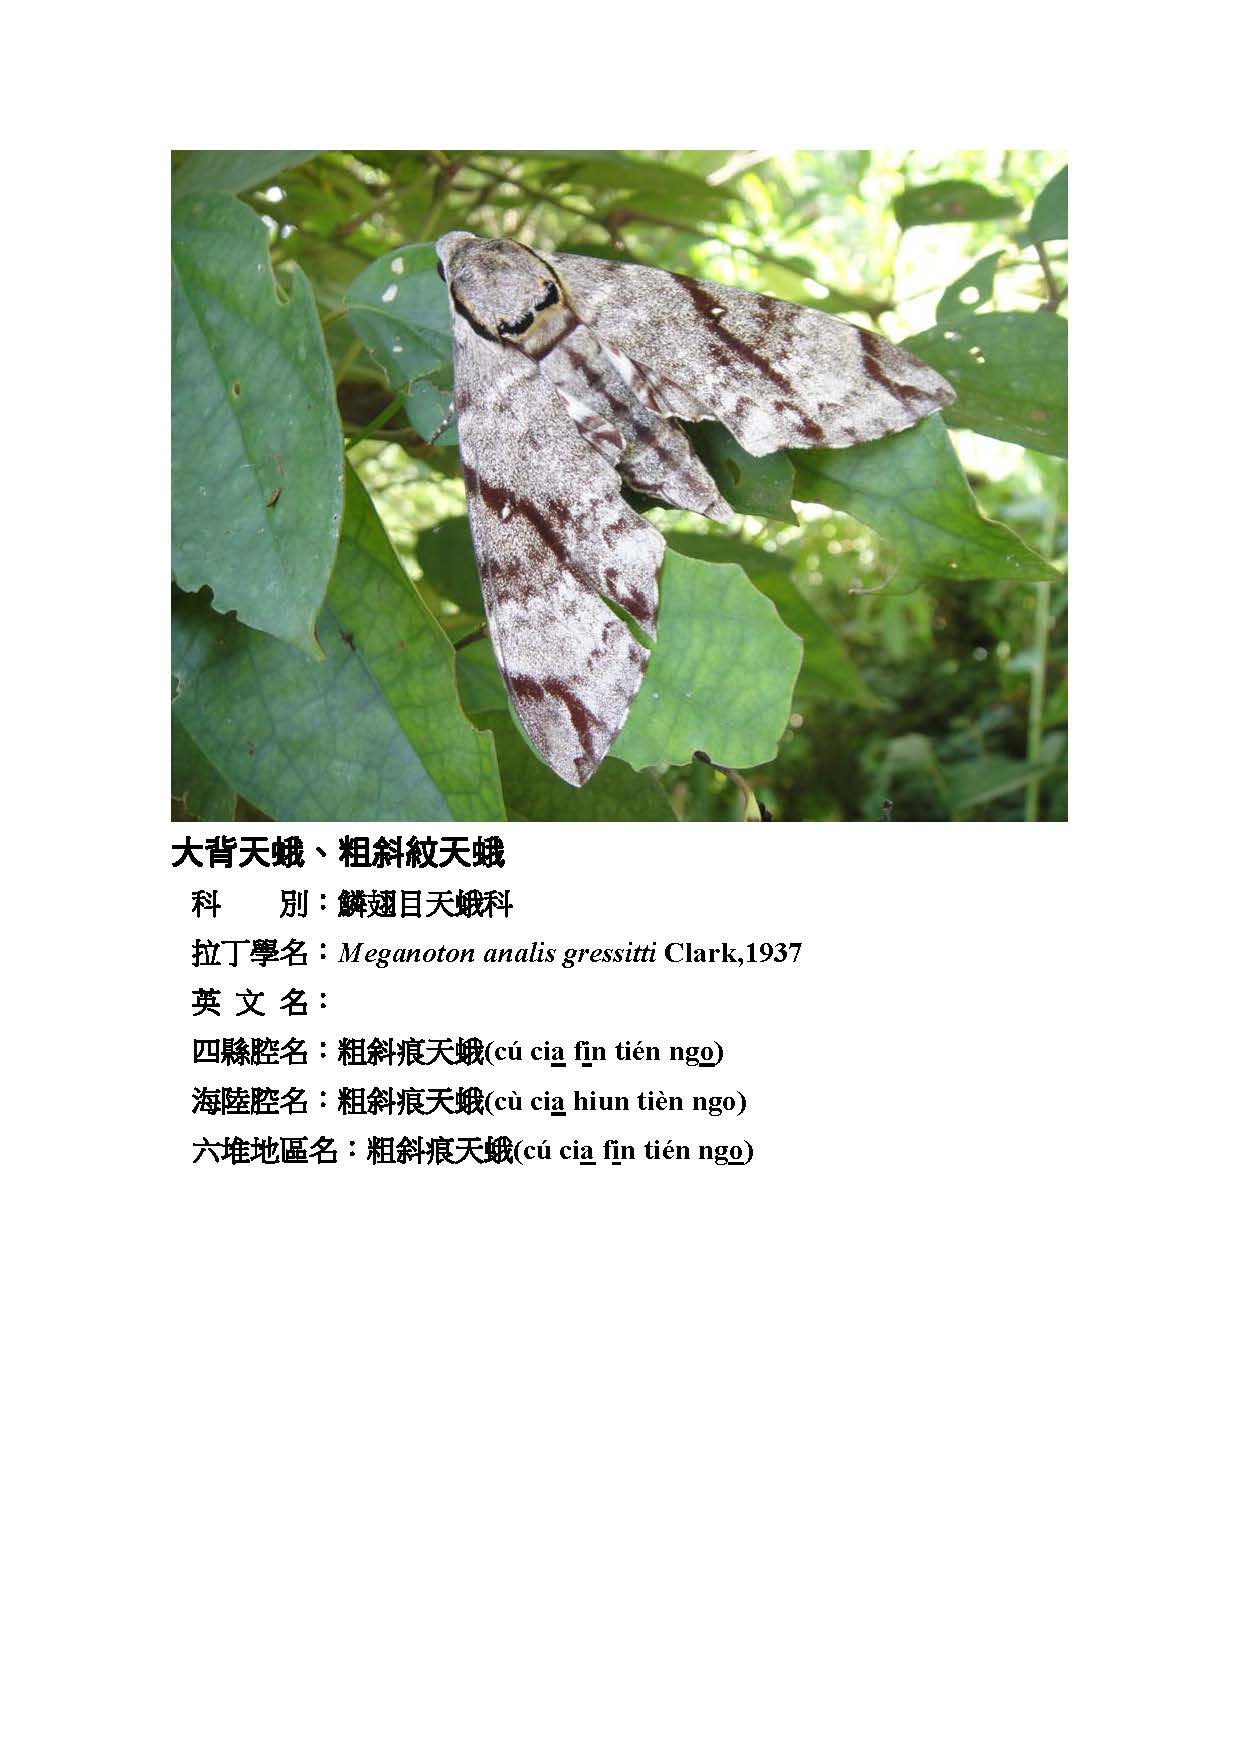 大背天蛾、粗斜紋天蛾
科　　別：鱗翅目天蛾科
拉丁學名：Meganoton analis gressitti Clark,1937
英 文 名：
四縣腔名：粗斜痕天蛾(cú cia̲ fi̲n tién ngo̲)
海陸腔名：粗斜痕天蛾(cù cia̲ hiun tièn ngo)
六堆地區名：粗斜痕天蛾(cú cia̲ fi̲n tién ngo̲)